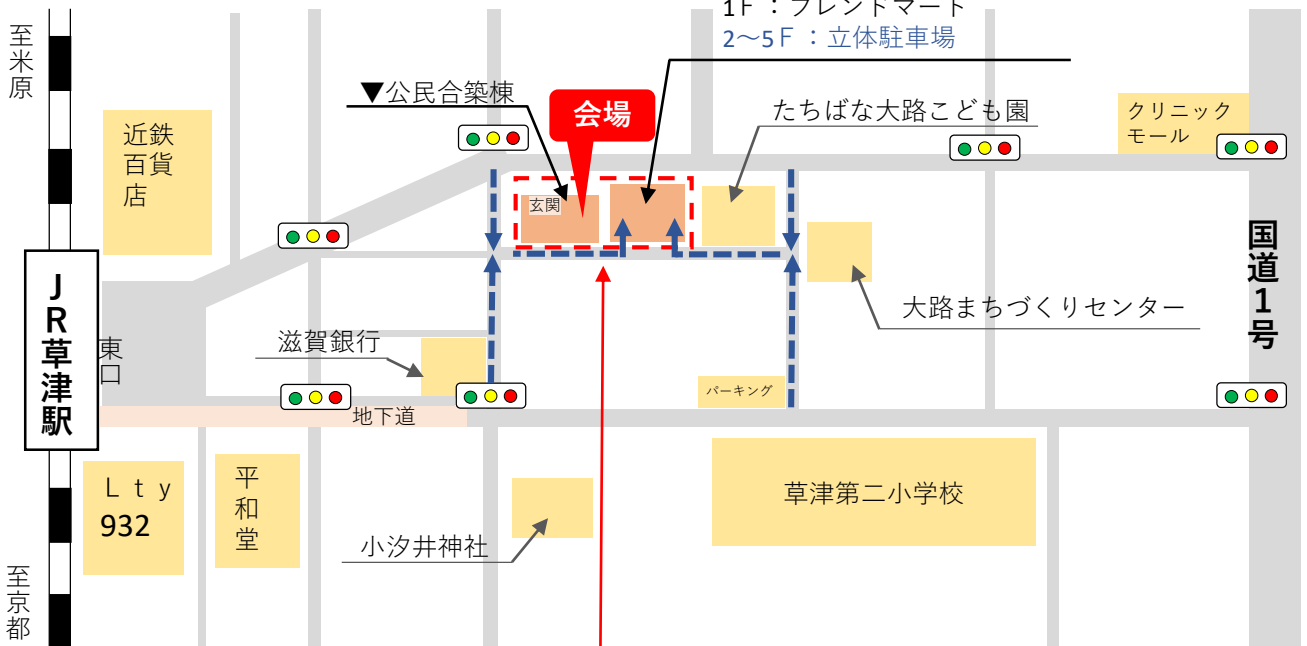 1F：フレンドマート
2～5F：立体駐車場
至米原
▼公民合築棟
会場
たちばな大路こども園
クリニック
モール
近鉄
百貨
店
玄関
国道1号
JR草津駅
東口
大路まちづくりセンター
滋賀銀行
パーキング
地下道
Lty
932
平和堂
草津第二小学校
小汐井神社
至京都